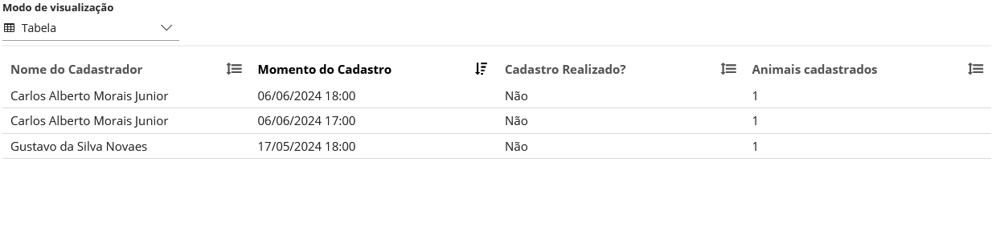 Modo de visualização
Tabela
Nome do Cadastrador Momento do Cadastro Cadastro Realizado? Animais cadastrados
Carlos Alberto Morais Junior 06/06/2024 18:00 Não 1
Carlos Alberto Morais Junior 06/06/2024 17:00 Não 1
Gustavo da Silva Novaes 17/05/2024 18:00 Não 1